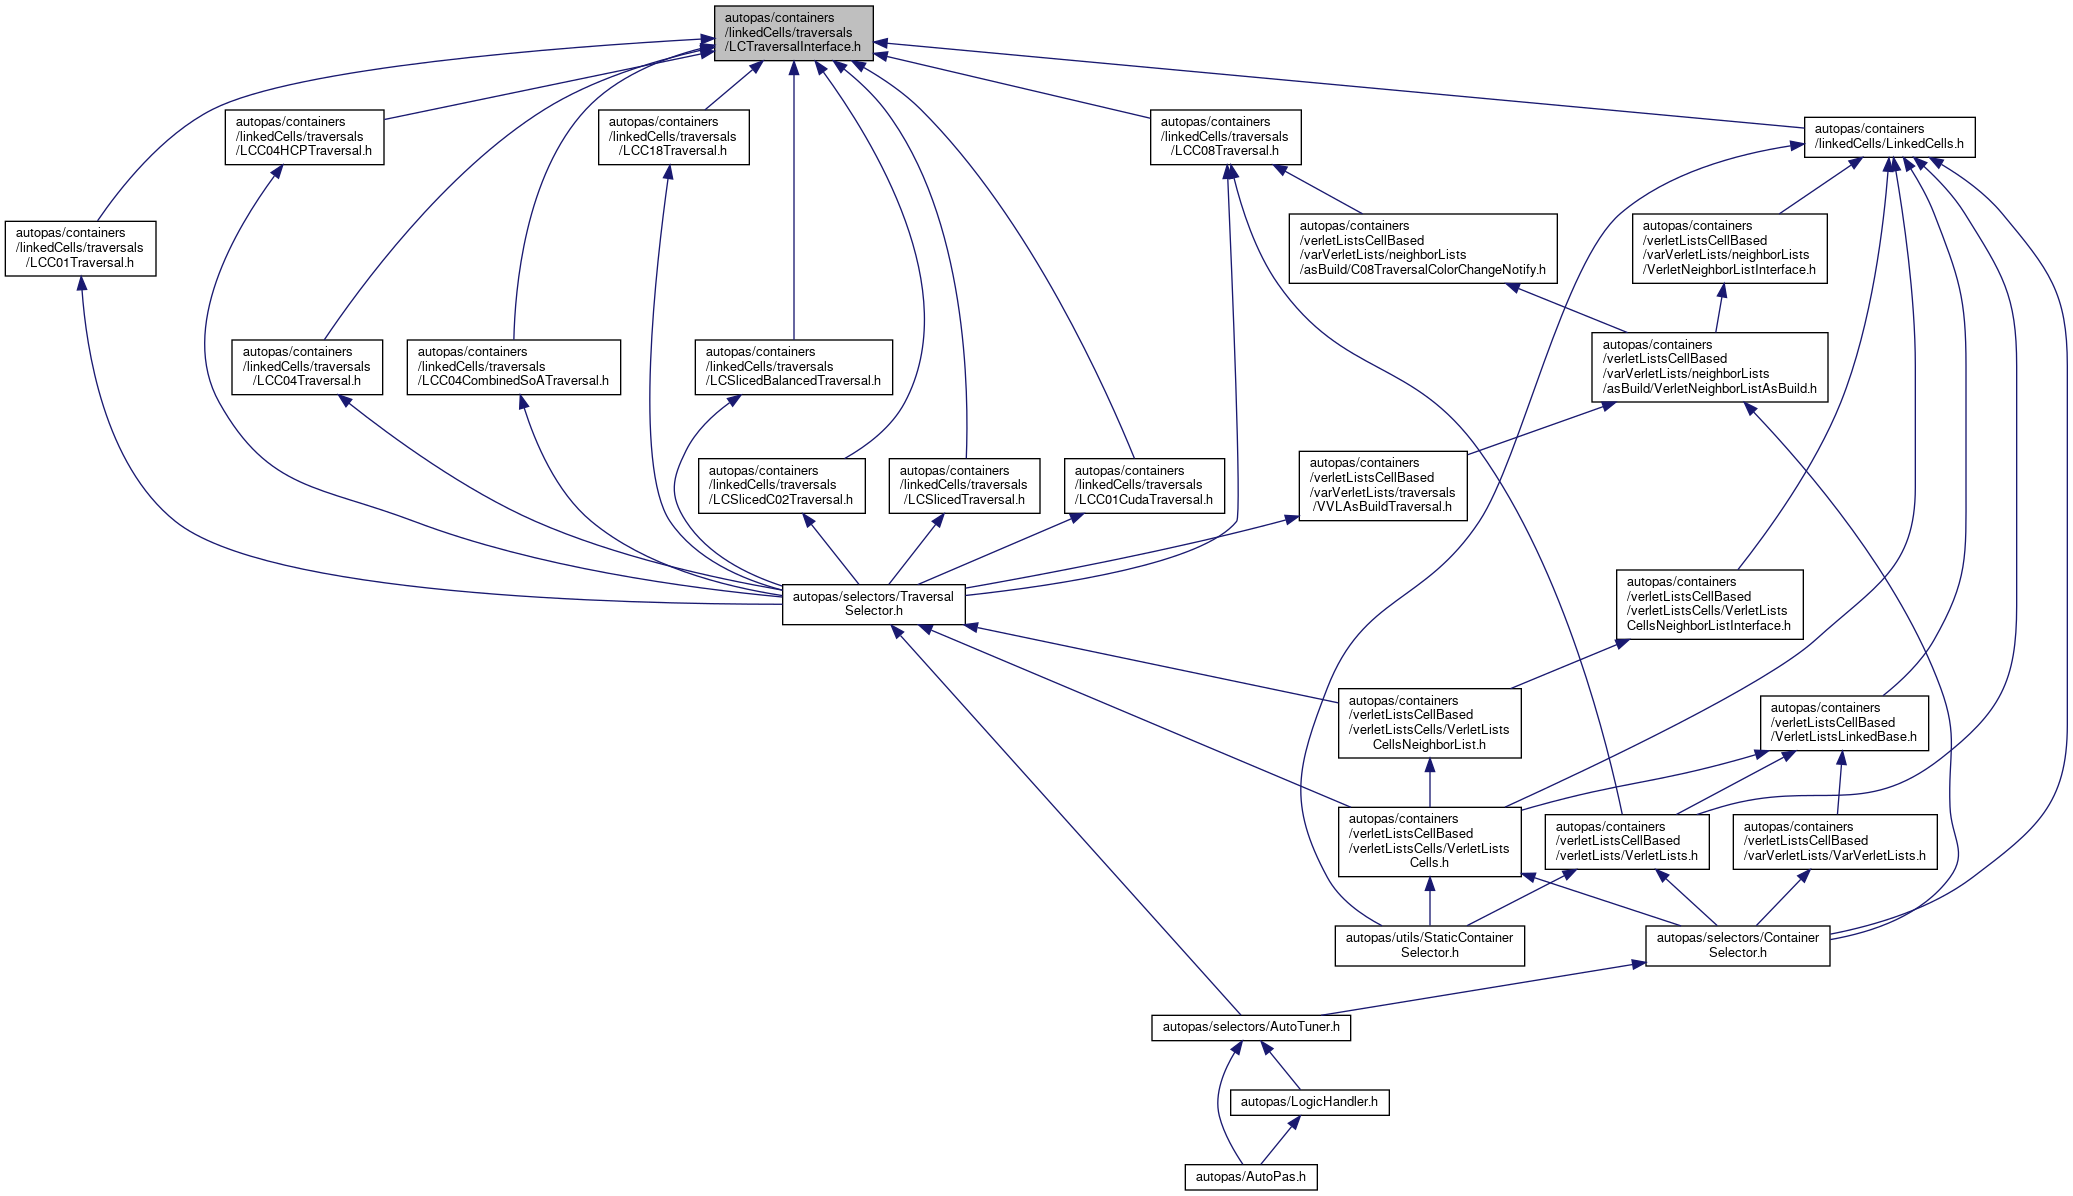 autopas/containers
/linkedCells/traversals
/LCTraversalInterface.h
autopas/containers
/linkedCells/traversals
/LCC04HCPTraversal.h
autopas/containers
/linkedCells/traversals
/LCC18Traversal.h
autopas/containers
/linkedCells/traversals
/LCC08Traversal.h
autopas/containers
/linkedCells/LinkedCells.h
autopas/containers
/linkedCells/traversals
/LCC01Traversal.h
autopas/containers
/verletListsCellBased
/varVerletLists/neighborLists
/asBuild/C08TraversalColorChangeNotify.h
autopas/containers
/verletListsCellBased
/varVerletLists/neighborLists
/VerletNeighborListInterface.h
autopas/containers
/linkedCells/traversals
/LCC04Traversal.h
autopas/containers
/linkedCells/traversals
/LCC04CombinedSoATraversal.h
autopas/containers
/linkedCells/traversals
/LCSlicedBalancedTraversal.h
autopas/containers
/verletListsCellBased
/varVerletLists/neighborLists
/asBuild/VerletNeighborListAsBuild.h
autopas/containers
/linkedCells/traversals
/LCSlicedC02Traversal.h
autopas/containers
/linkedCells/traversals
/LCSlicedTraversal.h
autopas/containers
/linkedCells/traversals
/LCC01CudaTraversal.h
autopas/containers
/verletListsCellBased
/varVerletLists/traversals
/VVLAsBuildTraversal.h
autopas/selectors/Traversal
Selector.h
autopas/containers
/verletListsCellBased
/verletListsCells/VerletLists
CellsNeighborListInterface.h
autopas/containers
/verletListsCellBased
/verletListsCells/VerletLists
CellsNeighborList.h
autopas/containers
/verletListsCellBased
/VerletListsLinkedBase.h
autopas/containers
/verletListsCellBased
/verletListsCells/VerletLists
Cells.h
autopas/containers
/verletListsCellBased
/verletLists/VerletLists.h
autopas/containers
/verletListsCellBased
/varVerletLists/VarVerletLists.h
autopas/utils/StaticContainer
Selector.h
autopas/selectors/Container
Selector.h
autopas/selectors/AutoTuner.h
autopas/LogicHandler.h
autopas/AutoPas.h